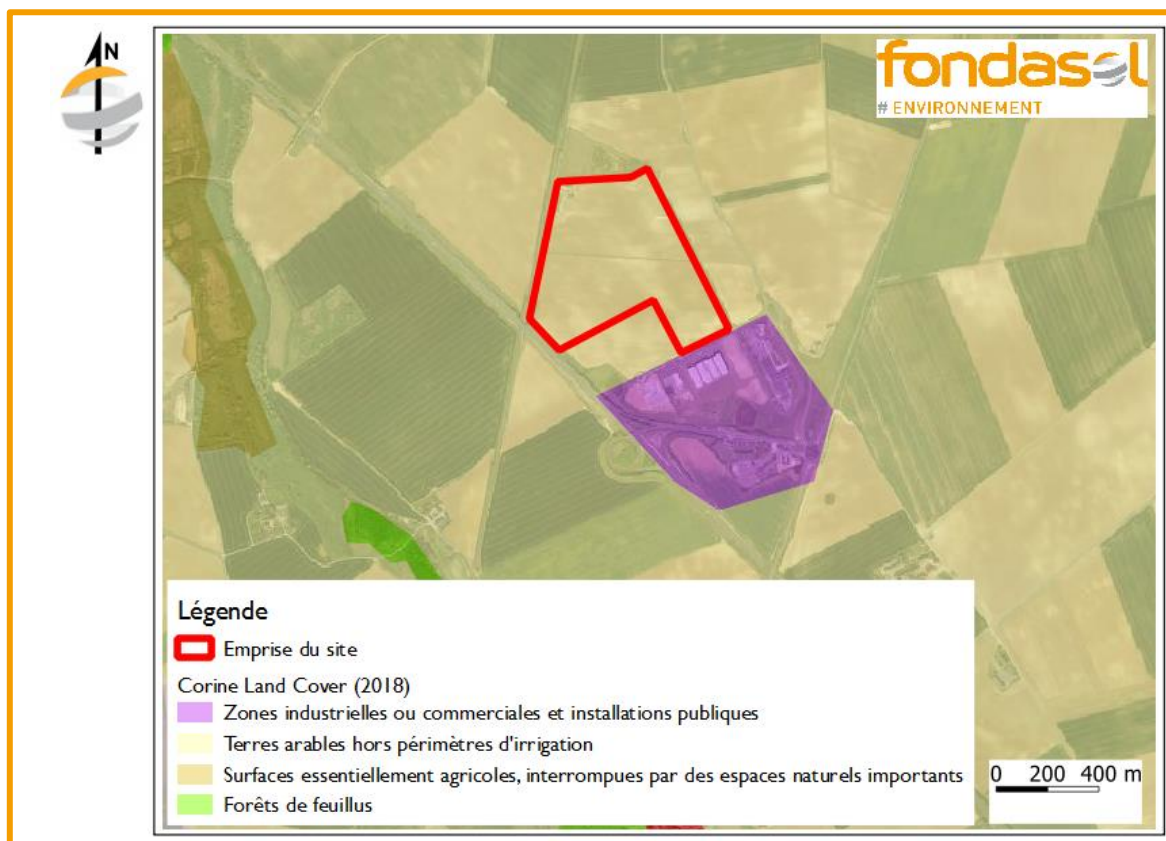 N
fondasol
# ENVIRONNEMENT
Légende
Emprise du site
Corine Land Cover (2018)
Zones industrielles ou commerciales et installations publiques
Terres arables hors périmètres d'irrigation
Surfaces essentiellement agricoles, interrompues par des espaces naturels importants
Forêts de feuillus
0 200 400 m